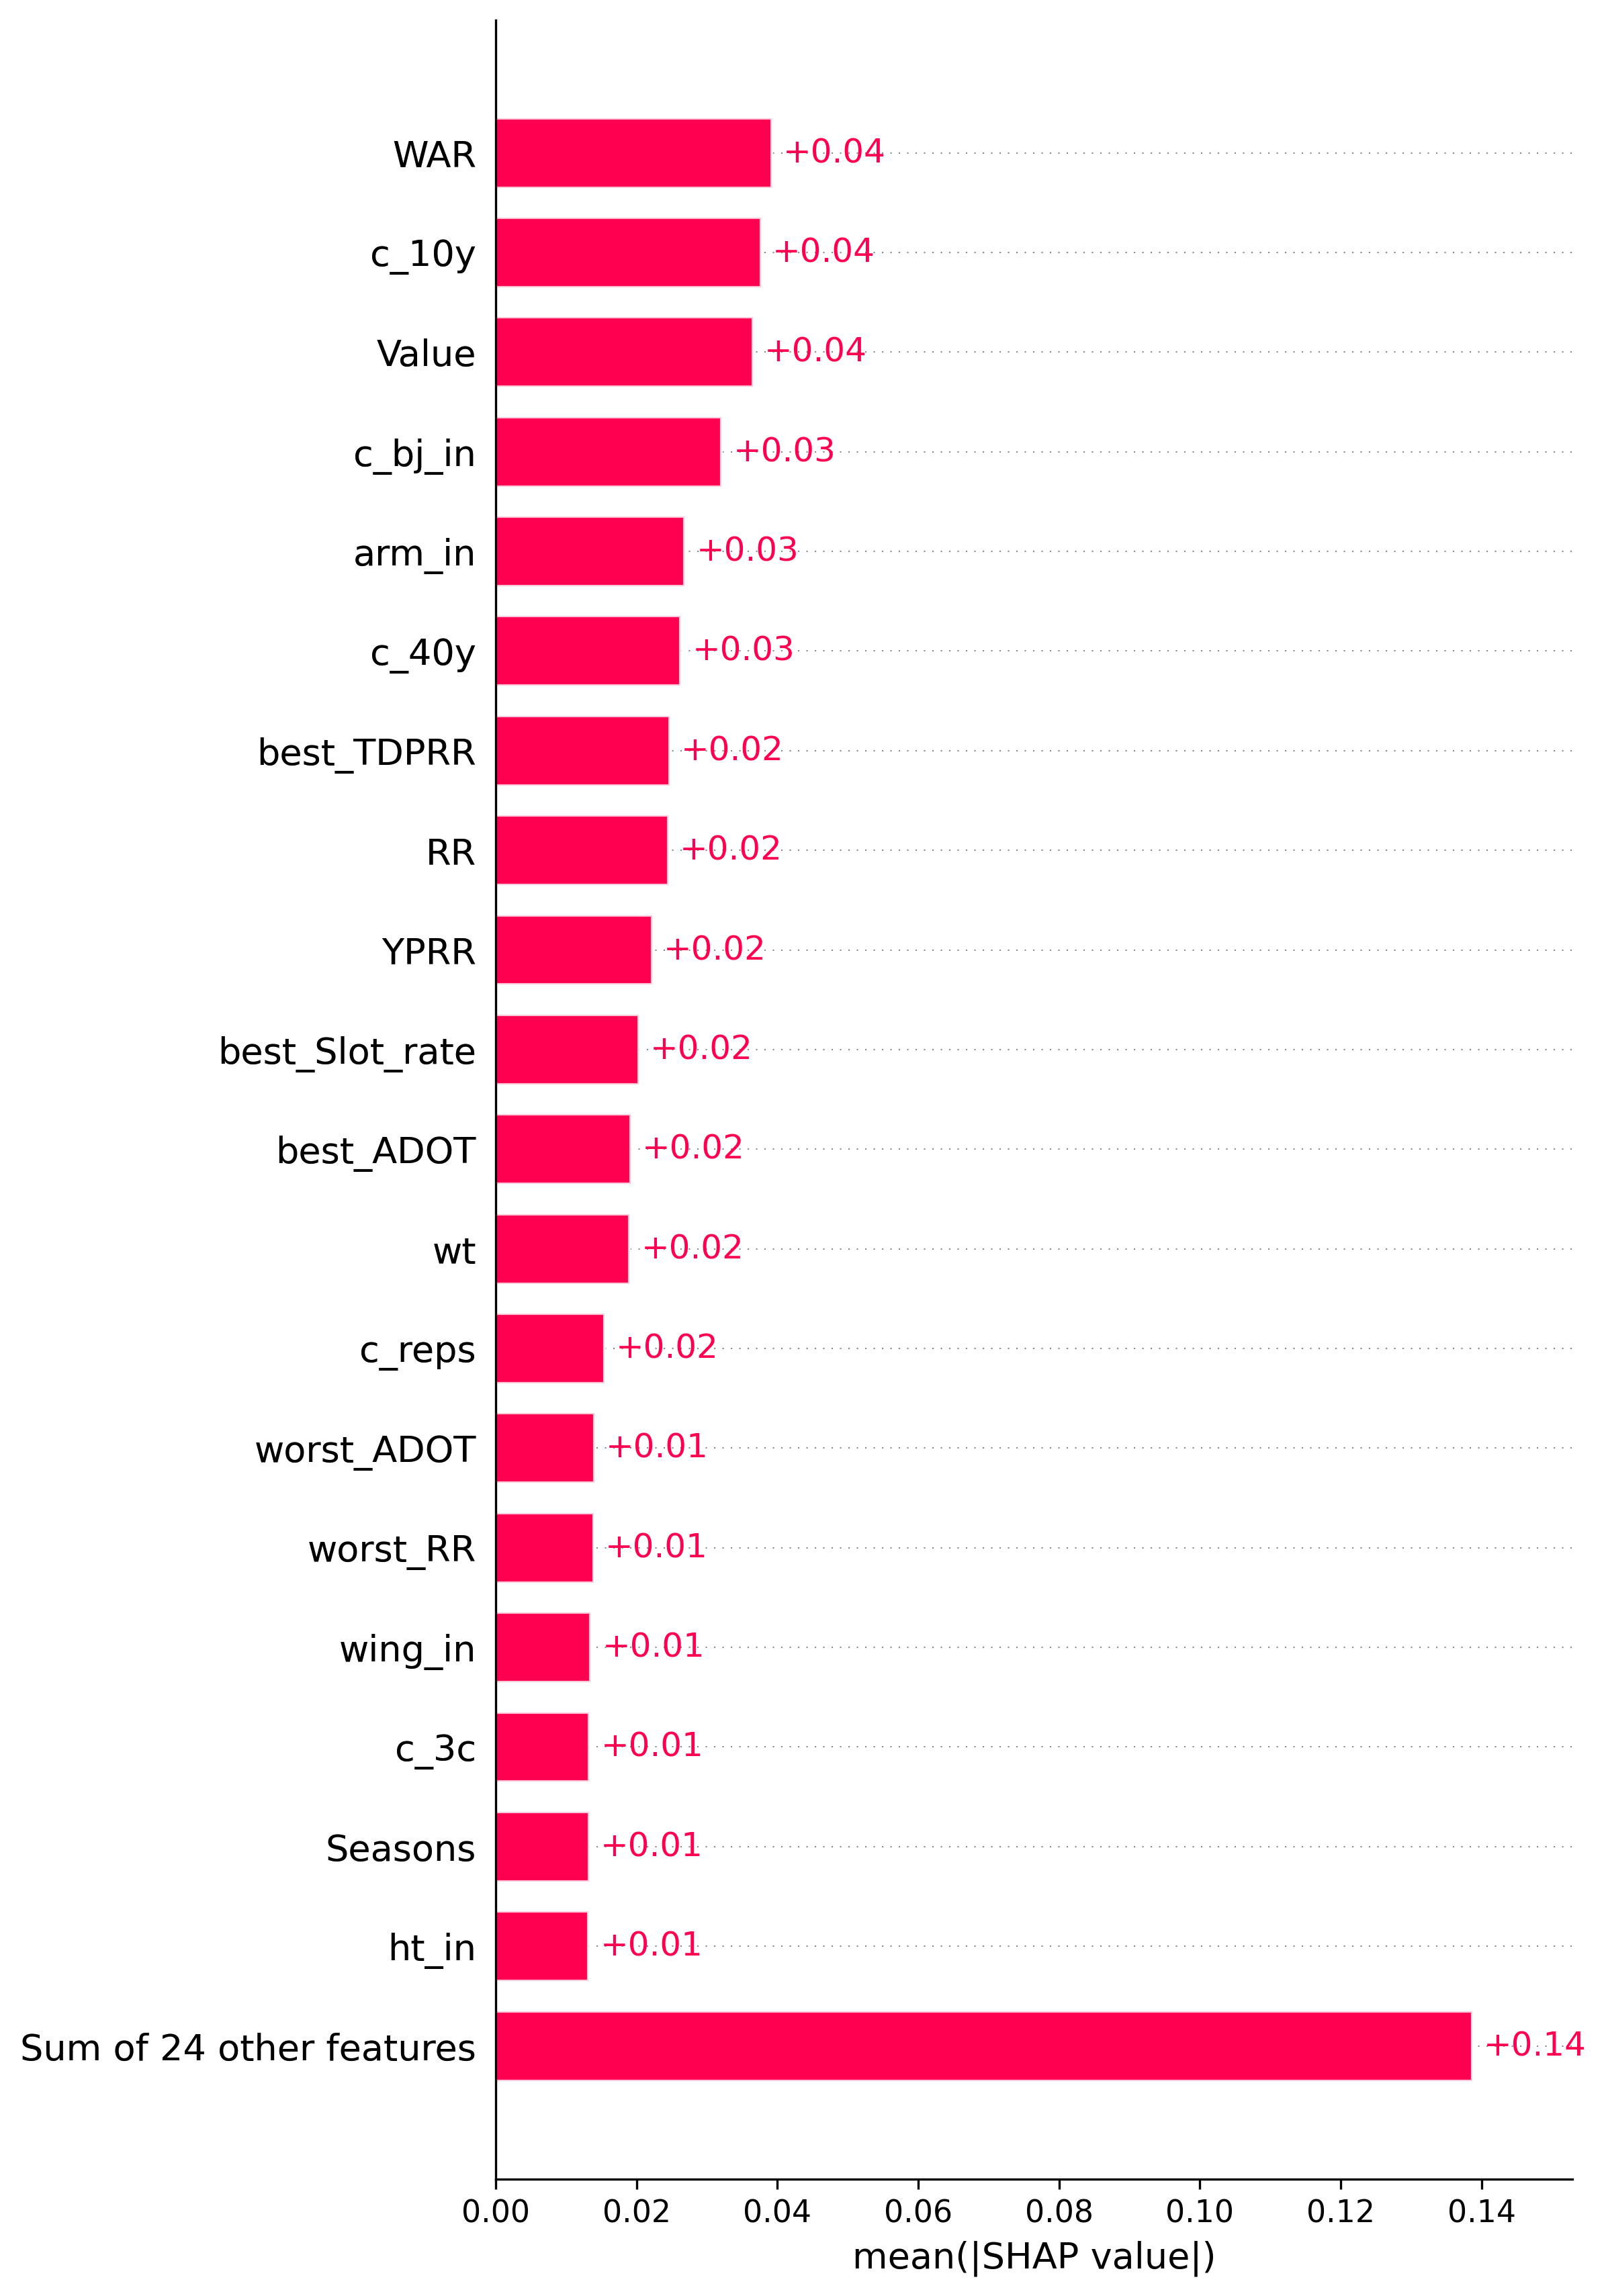 WAR +0.04
c_10y +0.04
Value +0.04
c_bj_in +0.03
arm_in +0.03
c_40y +0.03
best_TDPRR +0.02
RR +0.02
YPRR +0.02
best_Slot_rate +0.02
best_ADOT +0.02
wt +0.02
c_reps +0.02
worst_ADOT +0.01
worst_RR +0.01
wing_in +0.01
c_3c +0.01
Seasons +0.01
ht_in +0.01
Sum of 24 other features +0.14
0.00 0.02 0.04 0.06 0.08 0.10 0.12 0.14
mean(|SHAP value|)